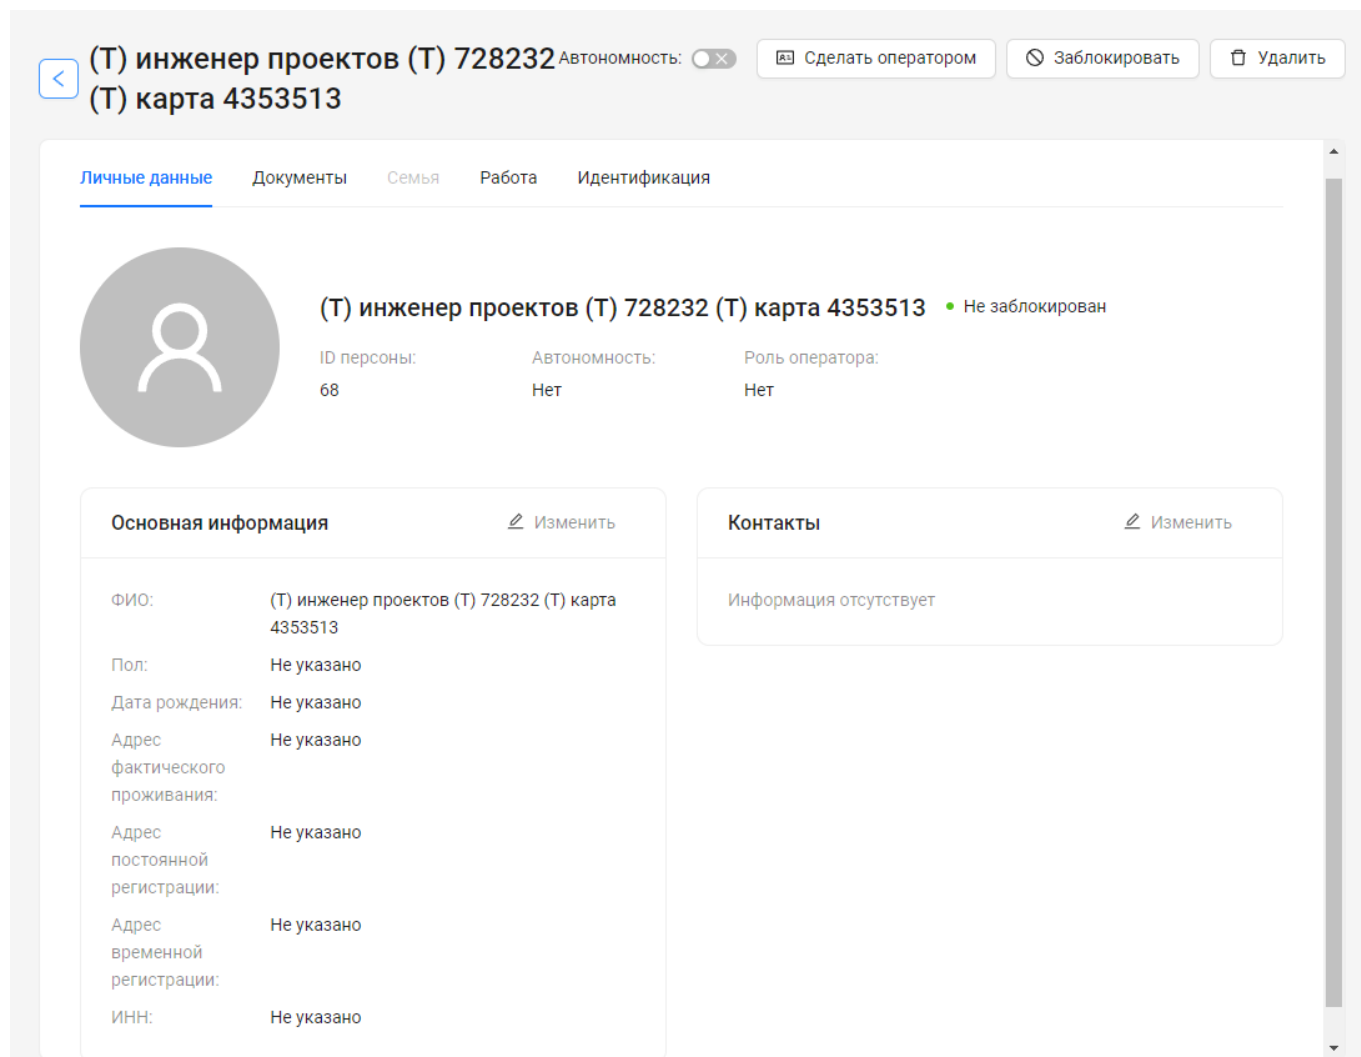 (Т) инженер проектов (Т) 728232
(Т) карта 4353513
Автономность:
Сделать оператором
Заблокировать
Удалить
Личные данные
Документы
Семья
Работа
Идентификация
(Т) инженер проектов (Т) 728232 (Т) карта 4353513
Не заблокирован
ID персоны:
68
Автономность:
Нет
Роль оператора:
Нет
Основная информация
Изменить
ФИО:
(Т) инженер проектов (Т) 728232 (Т) карта
4353513
Пол:
Не указано
Дата рождения:
Не указано
Адрес
фактического
проживания:
Не указано
Адрес
постоянной
регистрации:
Не указано
Адрес
временной
регистрации:
Не указано
ИНН:
Не указано
Контакты
Изменить
Информация отсутствует